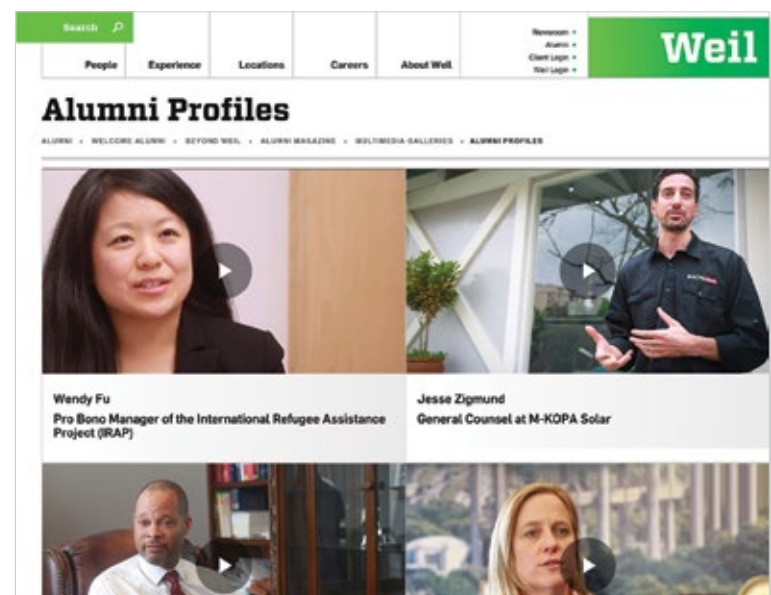 Search
Newsroom
Alumni
Client Login
Weil Login
Weil
People Experience Locations Careers About Weil
Alumni Profiles
ALUMNI • WELCOME ALUMNI • BEYOND WEIL • ALUMNI MAGAZINE • MULTIMEDIA GALLERIES • ALUMNI PROFILES
Wendy Fu
Pro Bono Manager of the International Refugee Assistance
Project (IRAP)
Jesse Zigmund
General Counsel at M-KOPA Solar